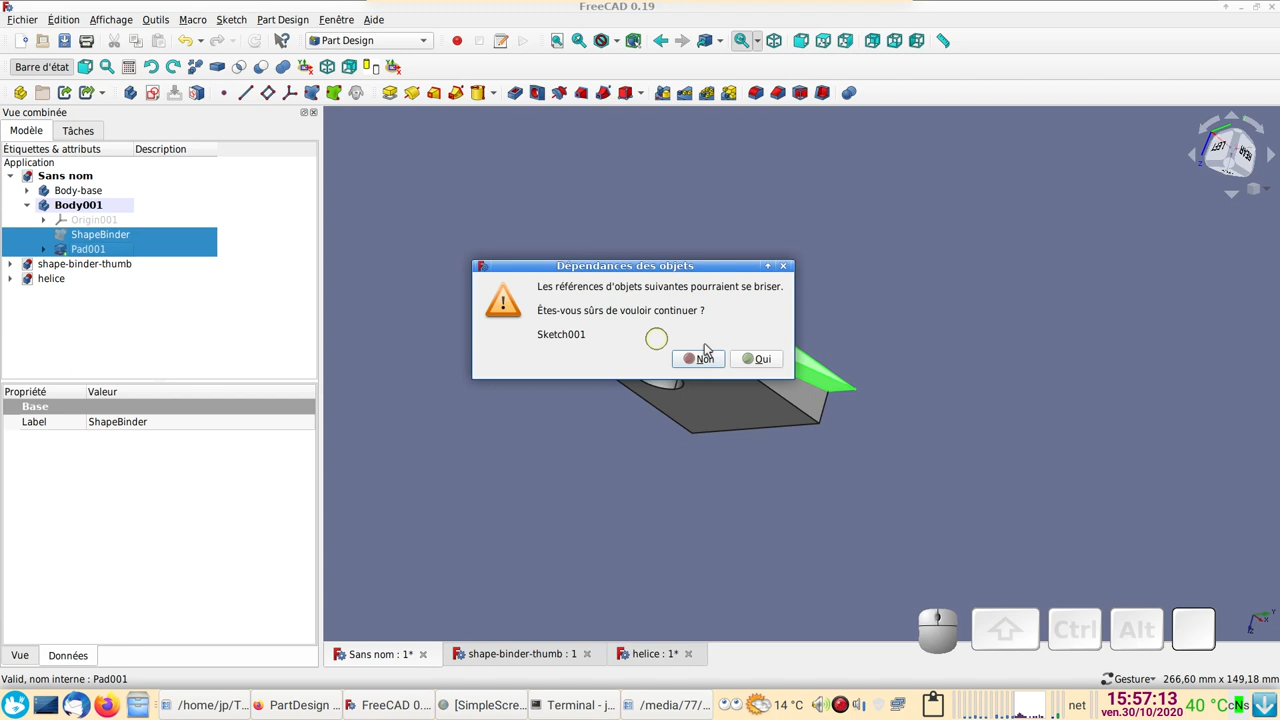 FreeCAD 0.19
Fichier Édition Affichage Outils Macro Sketch Part Design Fenêtre Aide
Part Design
Barre d'état
Vue combinée
Modèle Tâches
Étiquettes & attributs Description
Application
Sans nom
Body-base
Body001
Origin001
ShapeBinder
Pad001
shape-binder-thumb
helice
Dépendances des objets
Les références d'objets suivantes pourraient se briser.
Êtes-vous sûrs de vouloir continuer ?
Sketch001
Non Oui
LEFT REAR
Propriété Valeur
Base
Label ShapeBinder
Ctrl Alt
Vue Données
Sans nom : 1* shape-binder-thumb : 1 helice : 1*
Valid, nom interne : Pad001 Gesture 266,60 mm x 149,18 mm
/home/jp/T... PartDesign ... FreeCAD 0.... [SimpleScre... Terminal - j... /media/77/... 14 °C net 15:57:13 40 °C
ven.30/10/2020